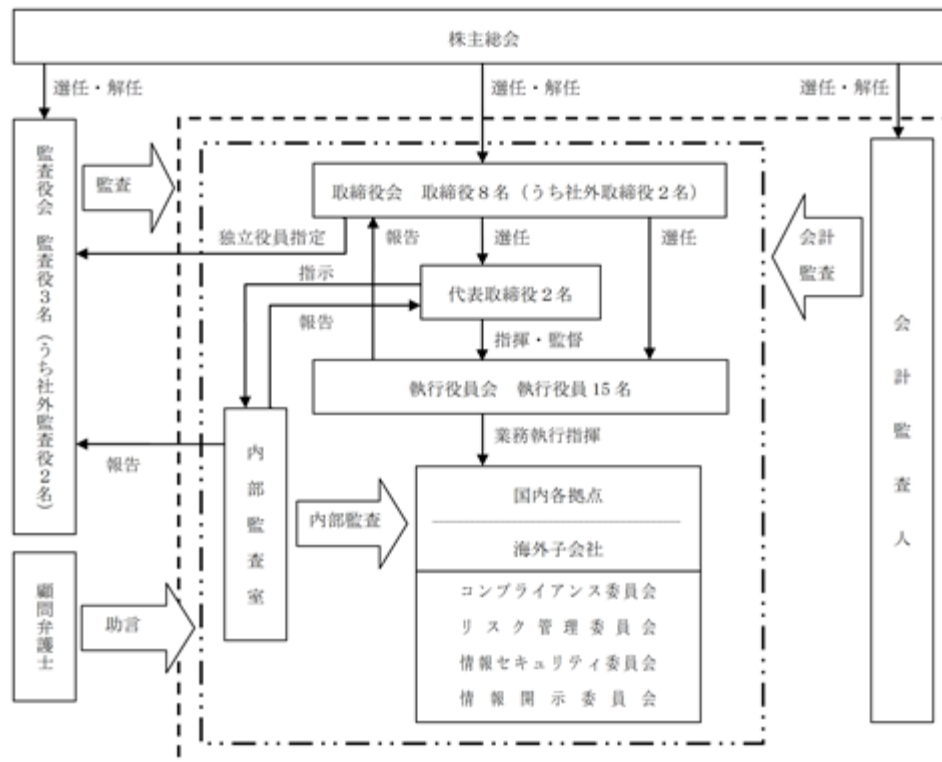 株主総会
選任・解任
選任・解任
選任・解任
監査役会 監査役3名(うち社外監査役2名)
監査
取締役会 取締役8名(うち社外取締役2名)
独立役員指定
報告
選任
選任
会計
監査
指示
代表取締役2名
報告
指揮・監督
会計監査人
執行役員会 執行役員15名
報告
内部監査室
業務執行指揮
内部監査
国内各拠点
海外子会社
顧問弁護士
助言
コンプライアンス委員会
リスク管理委員会
情報セキュリティ委員会
情報開示委員会